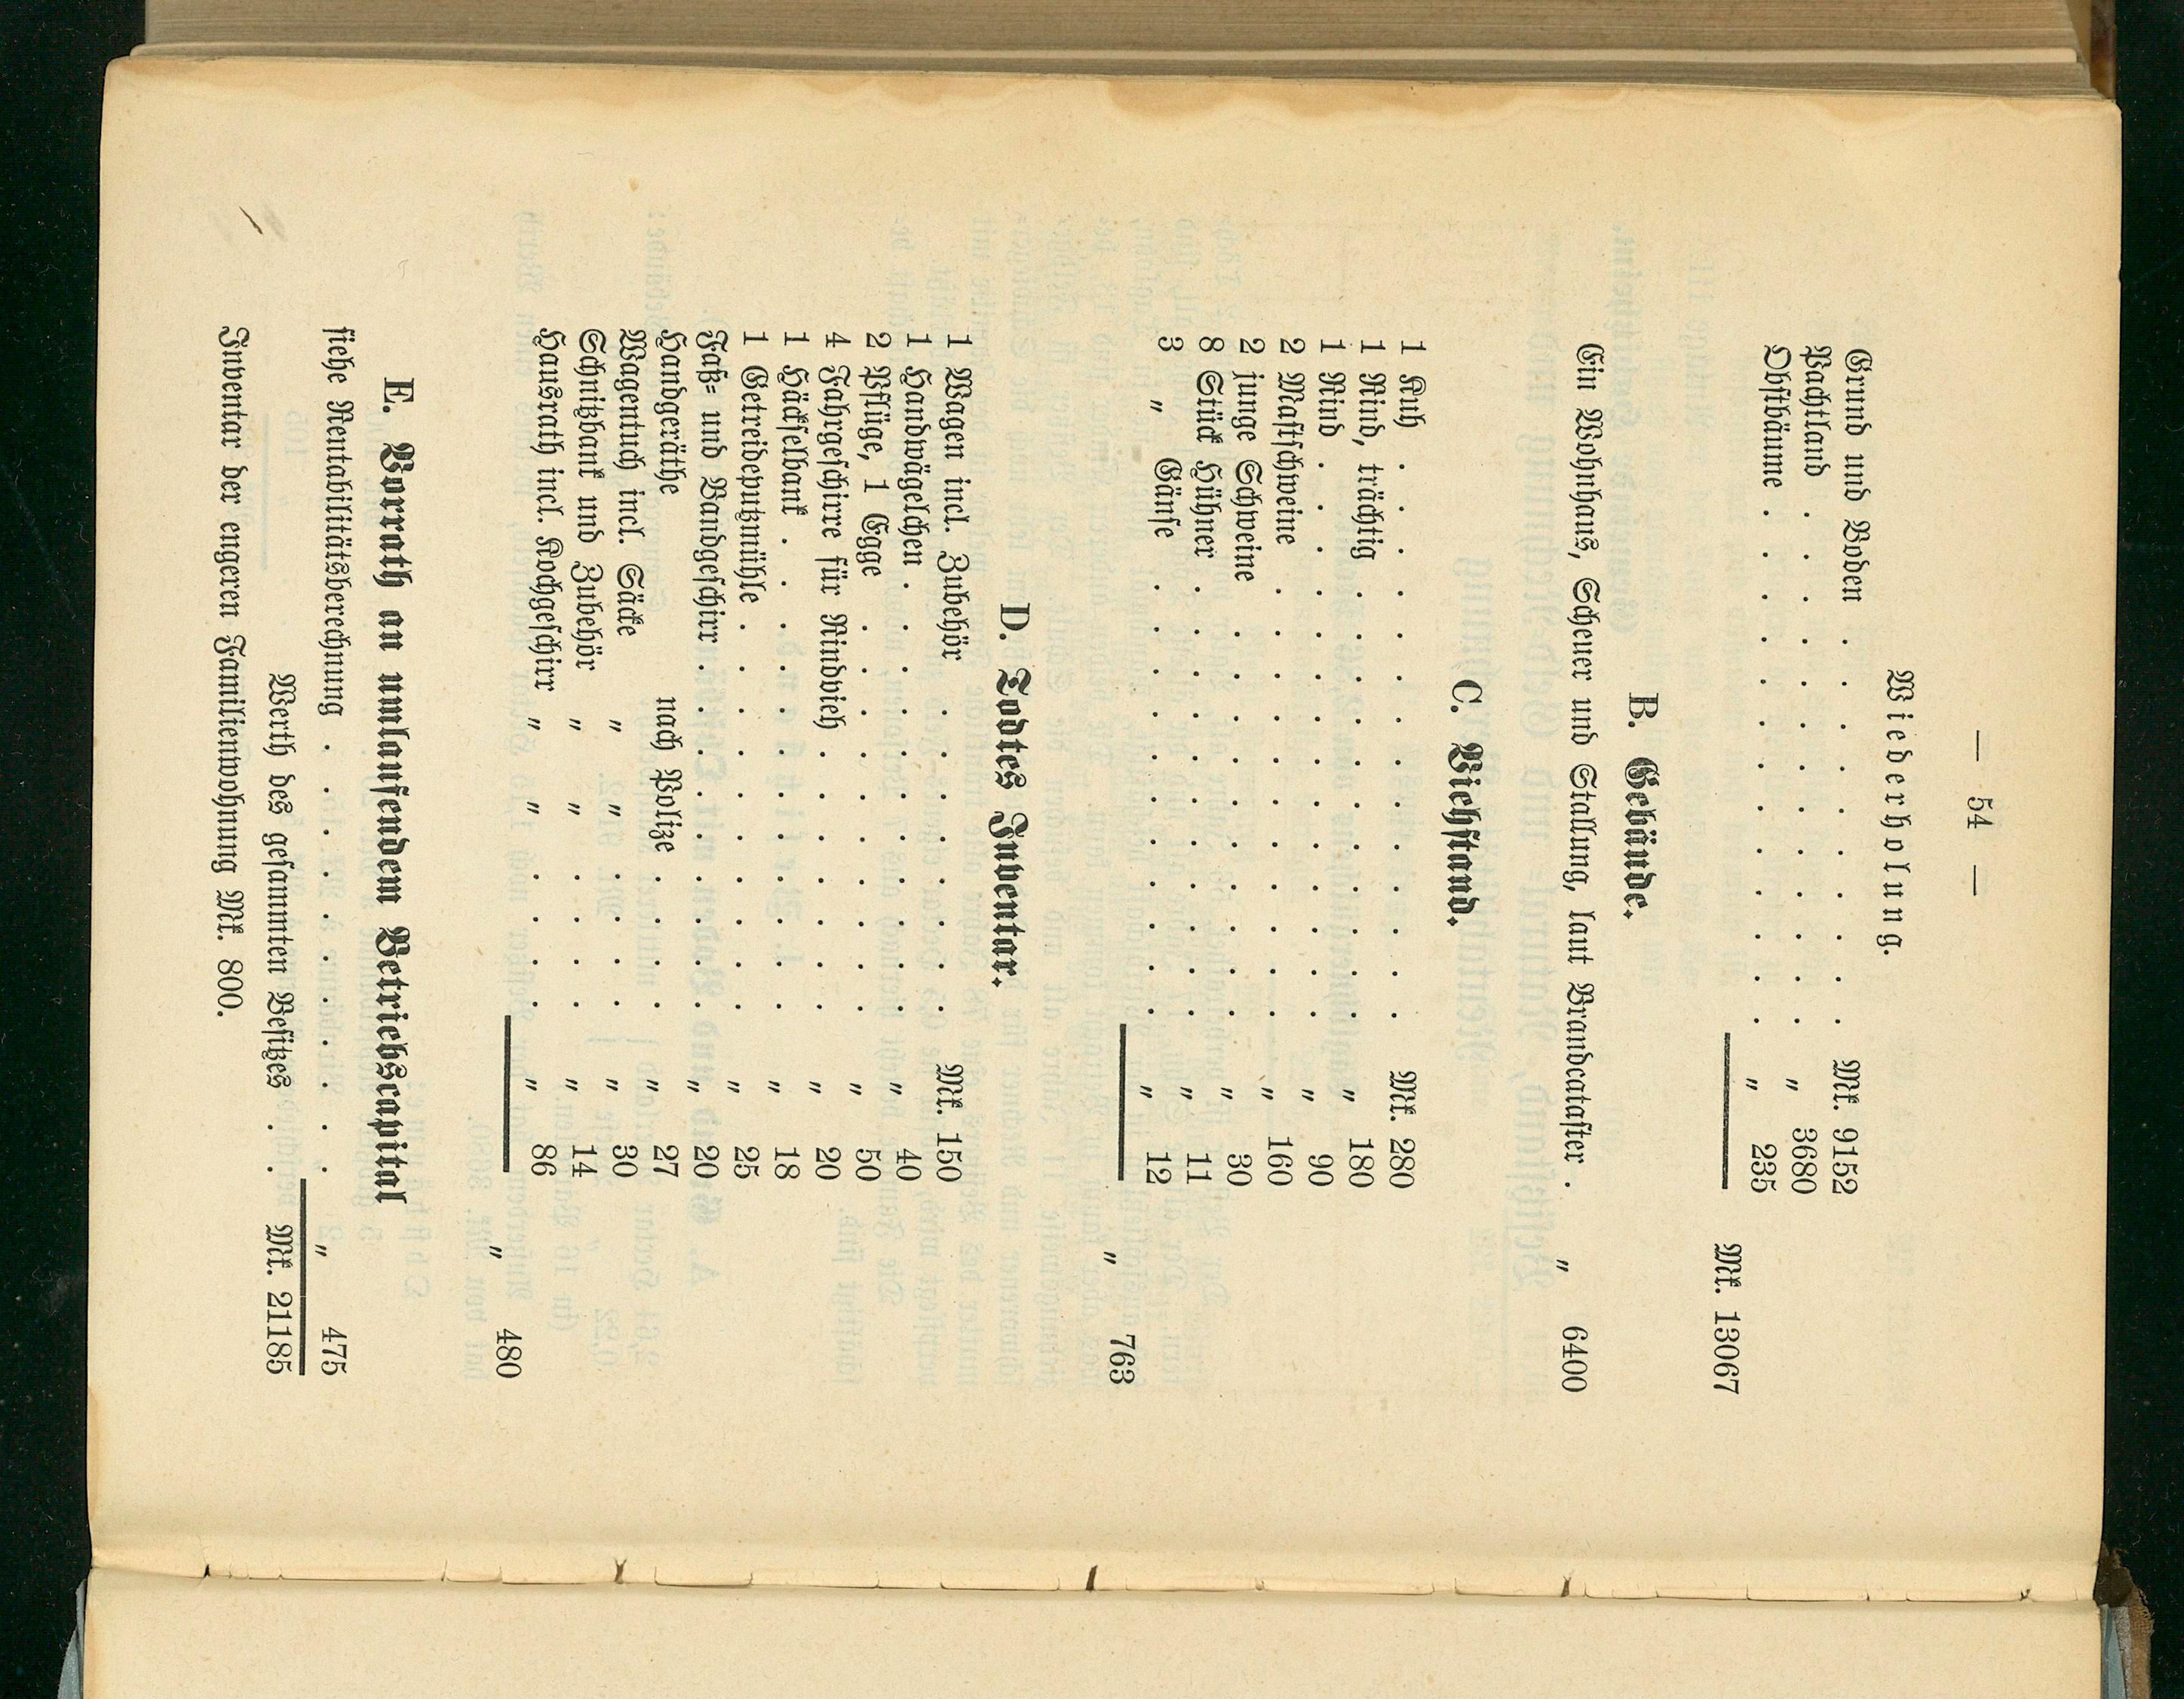 — 54 —
Wiederholung.
Grund und Boden . . . . . . . . . . Mk. 9152
Pachtland . . . . . . . . . . . . . " 3680
Obstbäume . . . . . . . . . . . . . " 235
Mk. 13067
B. Gebäude.
Ein Wohnhaus, Scheuer und Stallung, laut Brandcataster . " 6400
C. Viehstand.
1 Kuh . . . . . . . . . . . . . . Mk. 280
1 Rind, trächtig . . . . . . . . . . . " 180
1 Rind . . . . . . . . . . . . . . " 90
2 Mastschweine . . . . . . . . . . . " 160
2 junge Schweine . . . . . . . . . . " 30
8 Stück Hühner . . . . . . . . . . . " 11
3 " Gänse . . . . . . . . . . . " 12
" 763
D. Todtes Inventar.
1 Wagen incl. Zubehör . . . . . . . . Mk. 150
1 Handwägelchen . . . . . . . . . . . " 40
2 Pflüge, 1 Egge . . . . . . . . . . " 50
4 Fahrgeschirre für Rindvieh . . . . . . . " 20
1 Häckselbank . . . . . . . . . . . . " 18
1 Getreideputzmühle . . . . . . . . . . " 25
Faß- und Bandgeschirr . . . . . . . . . " 20
Handgeräthe nach Polize . . . . " 27
Wagentuch incl. Säcke " " . . . . " 30
Schnitzbank und Zubehör " " . . . . " 14
Hausrath incl. Kochgeschirr " " . . . . " 86
" 480
E. Vorrath an umlaufendem Betriebscapital
siehe Rentabilitätsberechnung . . . . . . . . . . . " 475
Werth des gesammten Besitzes . . Mk. 21185
Inventar der engeren Familienwohnung Mk. 800.